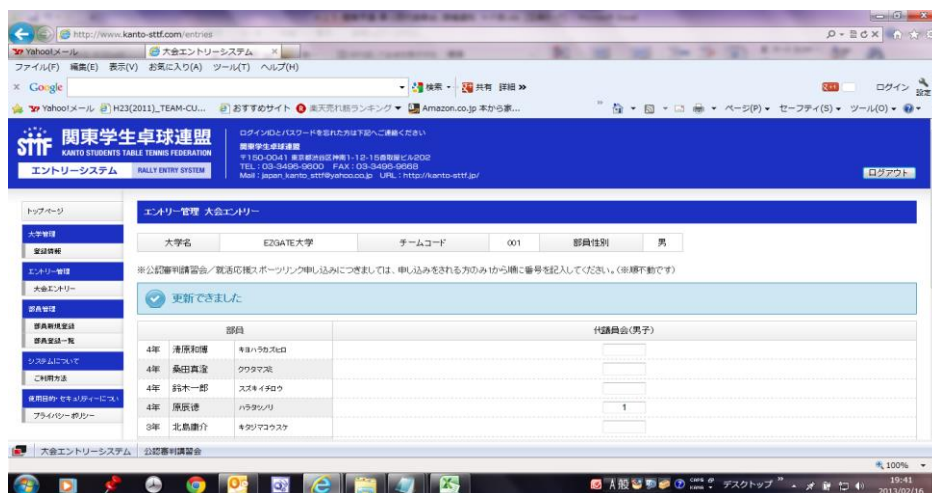 http://www.kanto-sttf.com/entries
Yahoo!メール
大会エントリーシステム
ファイル(F) 編集(E) 表示(V) お気に入り(A) ツール(T) ヘルプ(H)
Google
検索 共有 詳細 »
ログイン 設定
Yahoo!メール H23(2011)_TEAM-CU... おすすめサイト 楽天売れ筋ランキング Amazon.co.jp 本から家...
ページ(P) セーフティ(S) ツール(O)
sttf 関東学生卓球連盟
KANTO STUDENTS TABLE TENNIS FEDERATION
エントリーシステム RALLY ENTRY SYSTEM
ログインIDとパスワードを忘れた方は下記へご連絡ください
関東学生卓球連盟
〒150-0041 東京都渋谷区神南1-12-15西取屋ビル202
TEL:03-3496-9600 FAX:03-3496-9668
Mail:japan_kanto_sttf@yahoo.co.jp URL:http://kanto-sttf.jp/
ログアウト
トップページ
大学管理
登録情報
エントリー管理
大会エントリー
部員管理
部員新規登録
部員登録一覧
システムについて
ご利用方法
使用目的・セキュリティーについ
プライバシーポリシー
エントリー管理 大会エントリー
大学名 EZGATE大学 チームコード 001 部員性別 男
※公認審判講習会/就活応援スポーツリンク申し込みにつきましては、申し込みをされる方のみ1から順に番号を記入してください。(※順不動です)
更新できました
部員 代議員会(男子)
4年 清原和博 キヨハラカズヒロ
4年 桑田真澄 クワタマスミ
4年 鈴木一郎 スズキイチロウ
4年 原辰徳 ハラタツノリ 1
3年 北島康介 キタジマコウスケ
大会エントリーシステム 公認審判講習会
100%
A 般 デスクトップ
19:41
2013/02/16